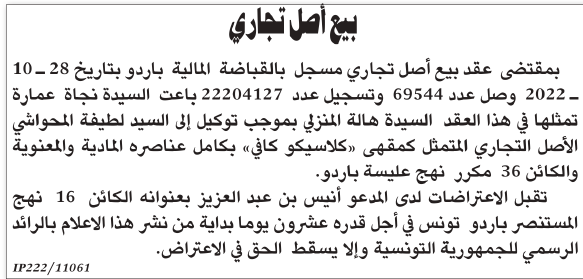 بيع أصل تجاري
بمقتضى عقد بيع أصل تجاري مسجل بالقباضة المالية باردو بتاريخ 28 ـ 10
ـ 2022 وصل عدد 69544 وتسجيل عدد 22204127 باعت السيدة نجاة عمارة
تمثلها في هذا العقد السيدة هالة المنزلي بموجب توكيل إلى السيد لطيفة المحواشي
الأصل التجاري المتمثل كمقهى «كلاسيكو كافي» بكامل عناصره المادية والمعنوية
والكائن 36 مكرر نهج عليسة باردو.
تقبل الاعتراضات لدى المدعو أنيس بن عبد العزيز بعنوانه الكائن 16 نهج
المستنصر باردو تونس في أجل قدره عشرون يوما بداية من نشر هذا الاعلام بالرائد
الرسمي للجمهورية التونسية وإلا يسقط الحق في الاعتراض.
IP222/11061